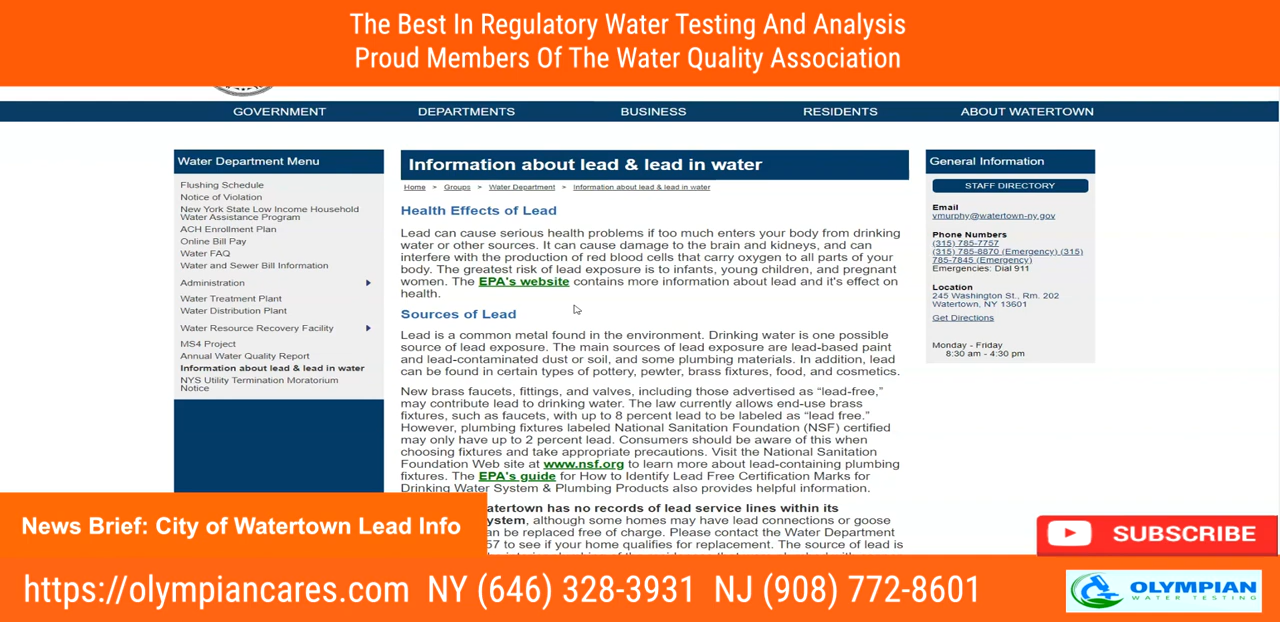 The Best In Regulatory Water Testing And Analysis
Proud Members Of The Water Quality Association
GOVERNMENT
DEPARTMENTS
BUSINESS
RESIDENTS
ABOUT WATERTOWN
Water Department Menu
Flushing Schedule
Notice of Violation
New York State Low Income Household
Water Assistance Program
ACH Enrollment Plan
Online Bill Pay
Water FAQ
Water and Sewer Bill Information
Administration
Water Treatment Plant
Water Distribution Plant
Water Resource Recovery Facility
MS4 Project
Annual Water Quality Report
Information about lead & lead in water
NYS Utility Termination Moratorium
Notice
Information about lead & lead in water
Home > Groups > Water Department > Information about lead & lead in water
Health Effects of Lead
Lead can cause serious health problems if too much enters your body from drinking
water or other sources. It can cause damage to the brain and kidneys, and can
interfere with the production of red blood cells that carry oxygen to all parts of your
body. The greatest risk of lead exposure is to infants, young children, and pregnant
women. The EPA's website contains more information about lead and it's effect on
health.
Sources of Lead
Lead is a common metal found in the environment. Drinking water is one possible
source of lead exposure. The main sources of lead exposure are lead-based paint
and lead-contaminated dust or soil, and some plumbing materials. In addition, lead
can be found in certain types of pottery, pewter, brass fixtures, food, and cosmetics.
New brass faucets, fittings, and valves, including those advertised as “lead-free,”
may contribute lead to drinking water. The law currently allows end-use brass
fixtures, such as faucets, with up to 8 percent lead to be labeled as “lead free.”
However, plumbing fixtures labeled National Sanitation Foundation (NSF) certified
may only have up to 2 percent lead. Consumers should be aware of this when
choosing fixtures and take appropriate precautions. Visit the National Sanitation
Foundation Web site at www.nsf.org to learn more about lead-containing plumbing
fixtures. The EPA's guide for How to Identify Lead Free Certification Marks for
Drinking Water System & Plumbing Products also provides helpful information.
atertown has no records of lead service lines within its
ystem, although some homes may have lead connections or goose
an be replaced free of charge. Please contact the Water Department
57 to see if your home qualifies for replacement. The source of lead is
General Information
STAFF DIRECTORY
Email
vmurphy@watertown-ny.gov
Phone Numbers
(315) 785-7757
(315) 785-8870 (Emergency) (315)
785-7845 (Emergency)
Emergencies: Dial 911
Location
245 Washington St., Rm. 202
Watertown, NY 13601
Get Directions
Monday - Friday
8:30 am - 4:30 pm
News Brief: City of Watertown Lead Info
SUBSCRIBE
https://olympiancares.com NY (646) 328-3931 NJ (908) 772-8601
OLYMPIAN
WATER TESTING